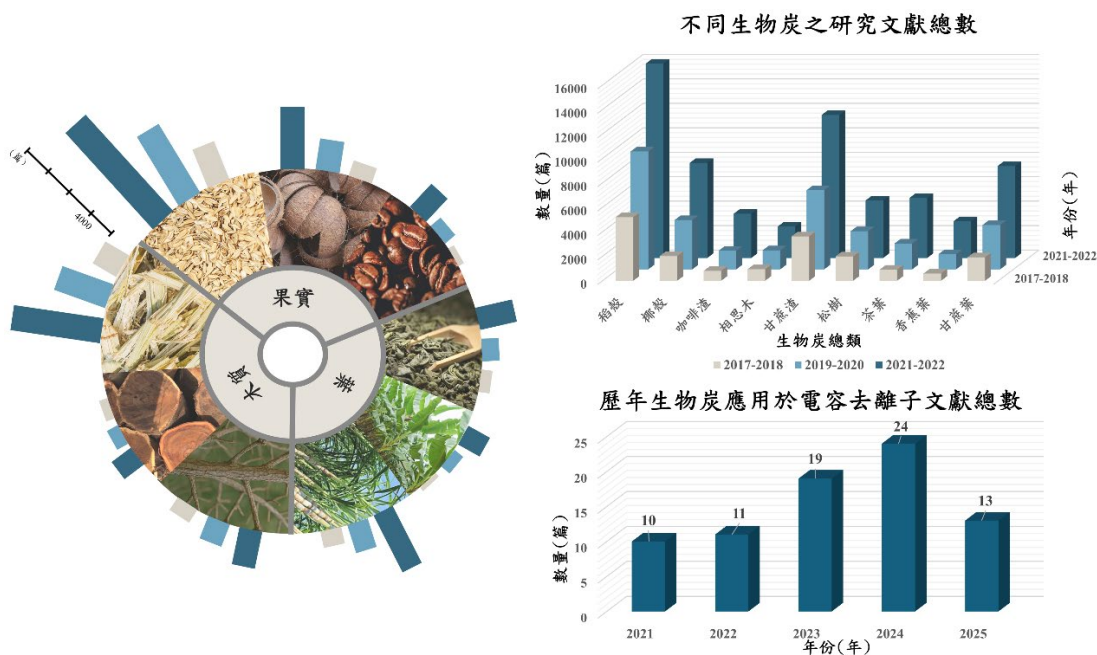 (萬)
4000
果實
木質
葉
不同生物炭之研究文獻總數
數量(篇)
16000
14000
12000
10000
8000
6000
4000
2000
0
稻殼
椰殼
咖啡渣
相思木
甘蔗渣
松樹
茶葉
香蕉葉
甘蔗葉
生物炭總類
年份(年)
2021-2022
2017-2018
2017-2018
2019-2020
2021-2022
歷年生物炭應用於電容去離子文獻總數
數量(篇)
25
20
15
10
5
0
10
11
19
24
13
2021
2022
2023
2024
2025
年份(年)